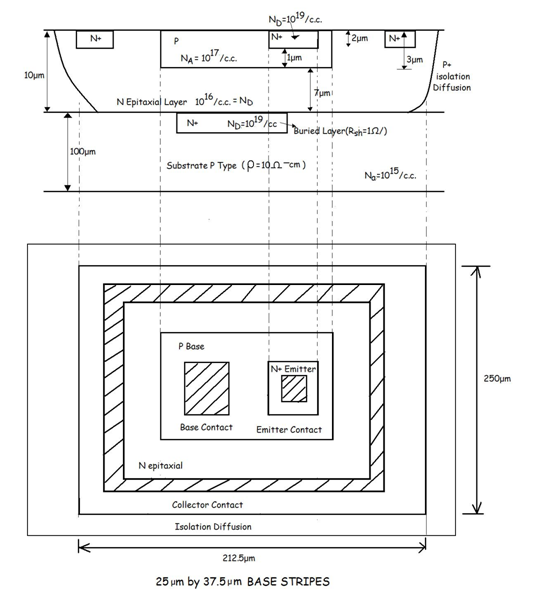 N_D=10^19/c.c.
N+
P
N+
N+
2μm
N_A = 10^17/c.c.
1μm
3μm
P+
isolation
Diffusion
10μm
7μm
N Epitaxial Layer 10^16/c.c. = N_D
N+ N_D=10^19/cc
Buried Layer(R_sh=1Ω/)
100μm
Substrate P Type ( ρ=10Ω-cm )
N_a=10^15/c.c.
P Base
N+ Emitter
Base Contact
Emitter Contact
250μm
N epitaxial
Collector Contact
Isolation Diffusion
212.5μm
25μm by 37.5μm BASE STRIPES